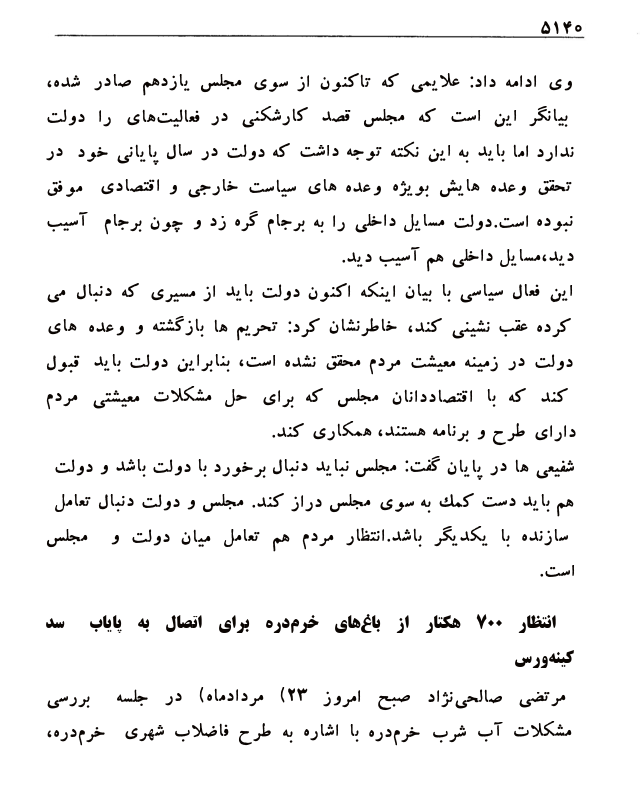 ۵۱۴۰
وی ادامه داد: علایمی که تاکنون از سوی مجلس یازدهم صادر شده،
بیانگر این است که مجلس قصد کارشکنی در فعالیت‌های را دولت
ندارد اما باید به این نکته توجه داشت که دولت در سال پایانی خود در
تحقق وعده هایش بویژه وعده های سیاست خارجی و اقتصادی موفق
نبوده است.دولت مسایل داخلی را به برجام گره زد و چون برجام آسیب
دید،مسایل داخلی هم آسیب دید.
این فعال سیاسی با بیان اینکه اکنون دولت باید از مسیری که دنبال می
کرده عقب نشینی کند، خاطرنشان کرد: تحریم ها بازگشته و وعده های
دولت در زمینه معیشت مردم محقق نشده است، بنابراین دولت باید قبول
کند که با اقتصاددانان مجلس که برای حل مشکلات معیشتی مردم
دارای طرح و برنامه هستند، همکاری کند.
شفیعی ها در پایان گفت: مجلس نباید دنبال برخورد با دولت باشد و دولت
هم باید دست کمك به سوی مجلس دراز کند. مجلس و دولت دنبال تعامل
سازنده با یکدیگر باشد.انتظار مردم هم تعامل میان دولت و مجلس
است.
انتظار ۷۰۰ هکتار از باغ‌های خرم‌دره برای اتصال به پایاب سد
کینه‌ورس
مرتضی صالحی‌نژاد صبح امروز ۲۳) مردادماه) در جلسه بررسی
مشکلات آب شرب خرم‌دره با اشاره به طرح فاضلاب شهری خرم‌دره،